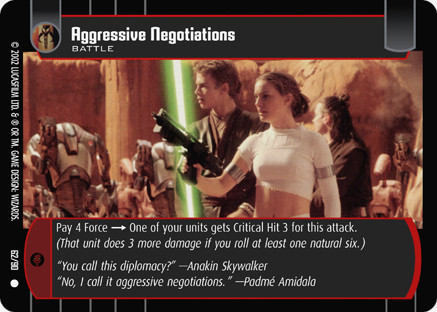 Aggressive Negotiations
BATTLE
Pay 4 Force → One of your units gets Critical Hit 3 for this attack.
(That unit does 3 more damage if you roll at least one natural six.)
“You call this diplomacy?” —Anakin Skywalker
“No, I call it aggressive negotiations.” —Padmé Amidala
© 2002 LUCASFILM LTD. & ® OR TM. GAME DESIGN: WIZARDS
62/90